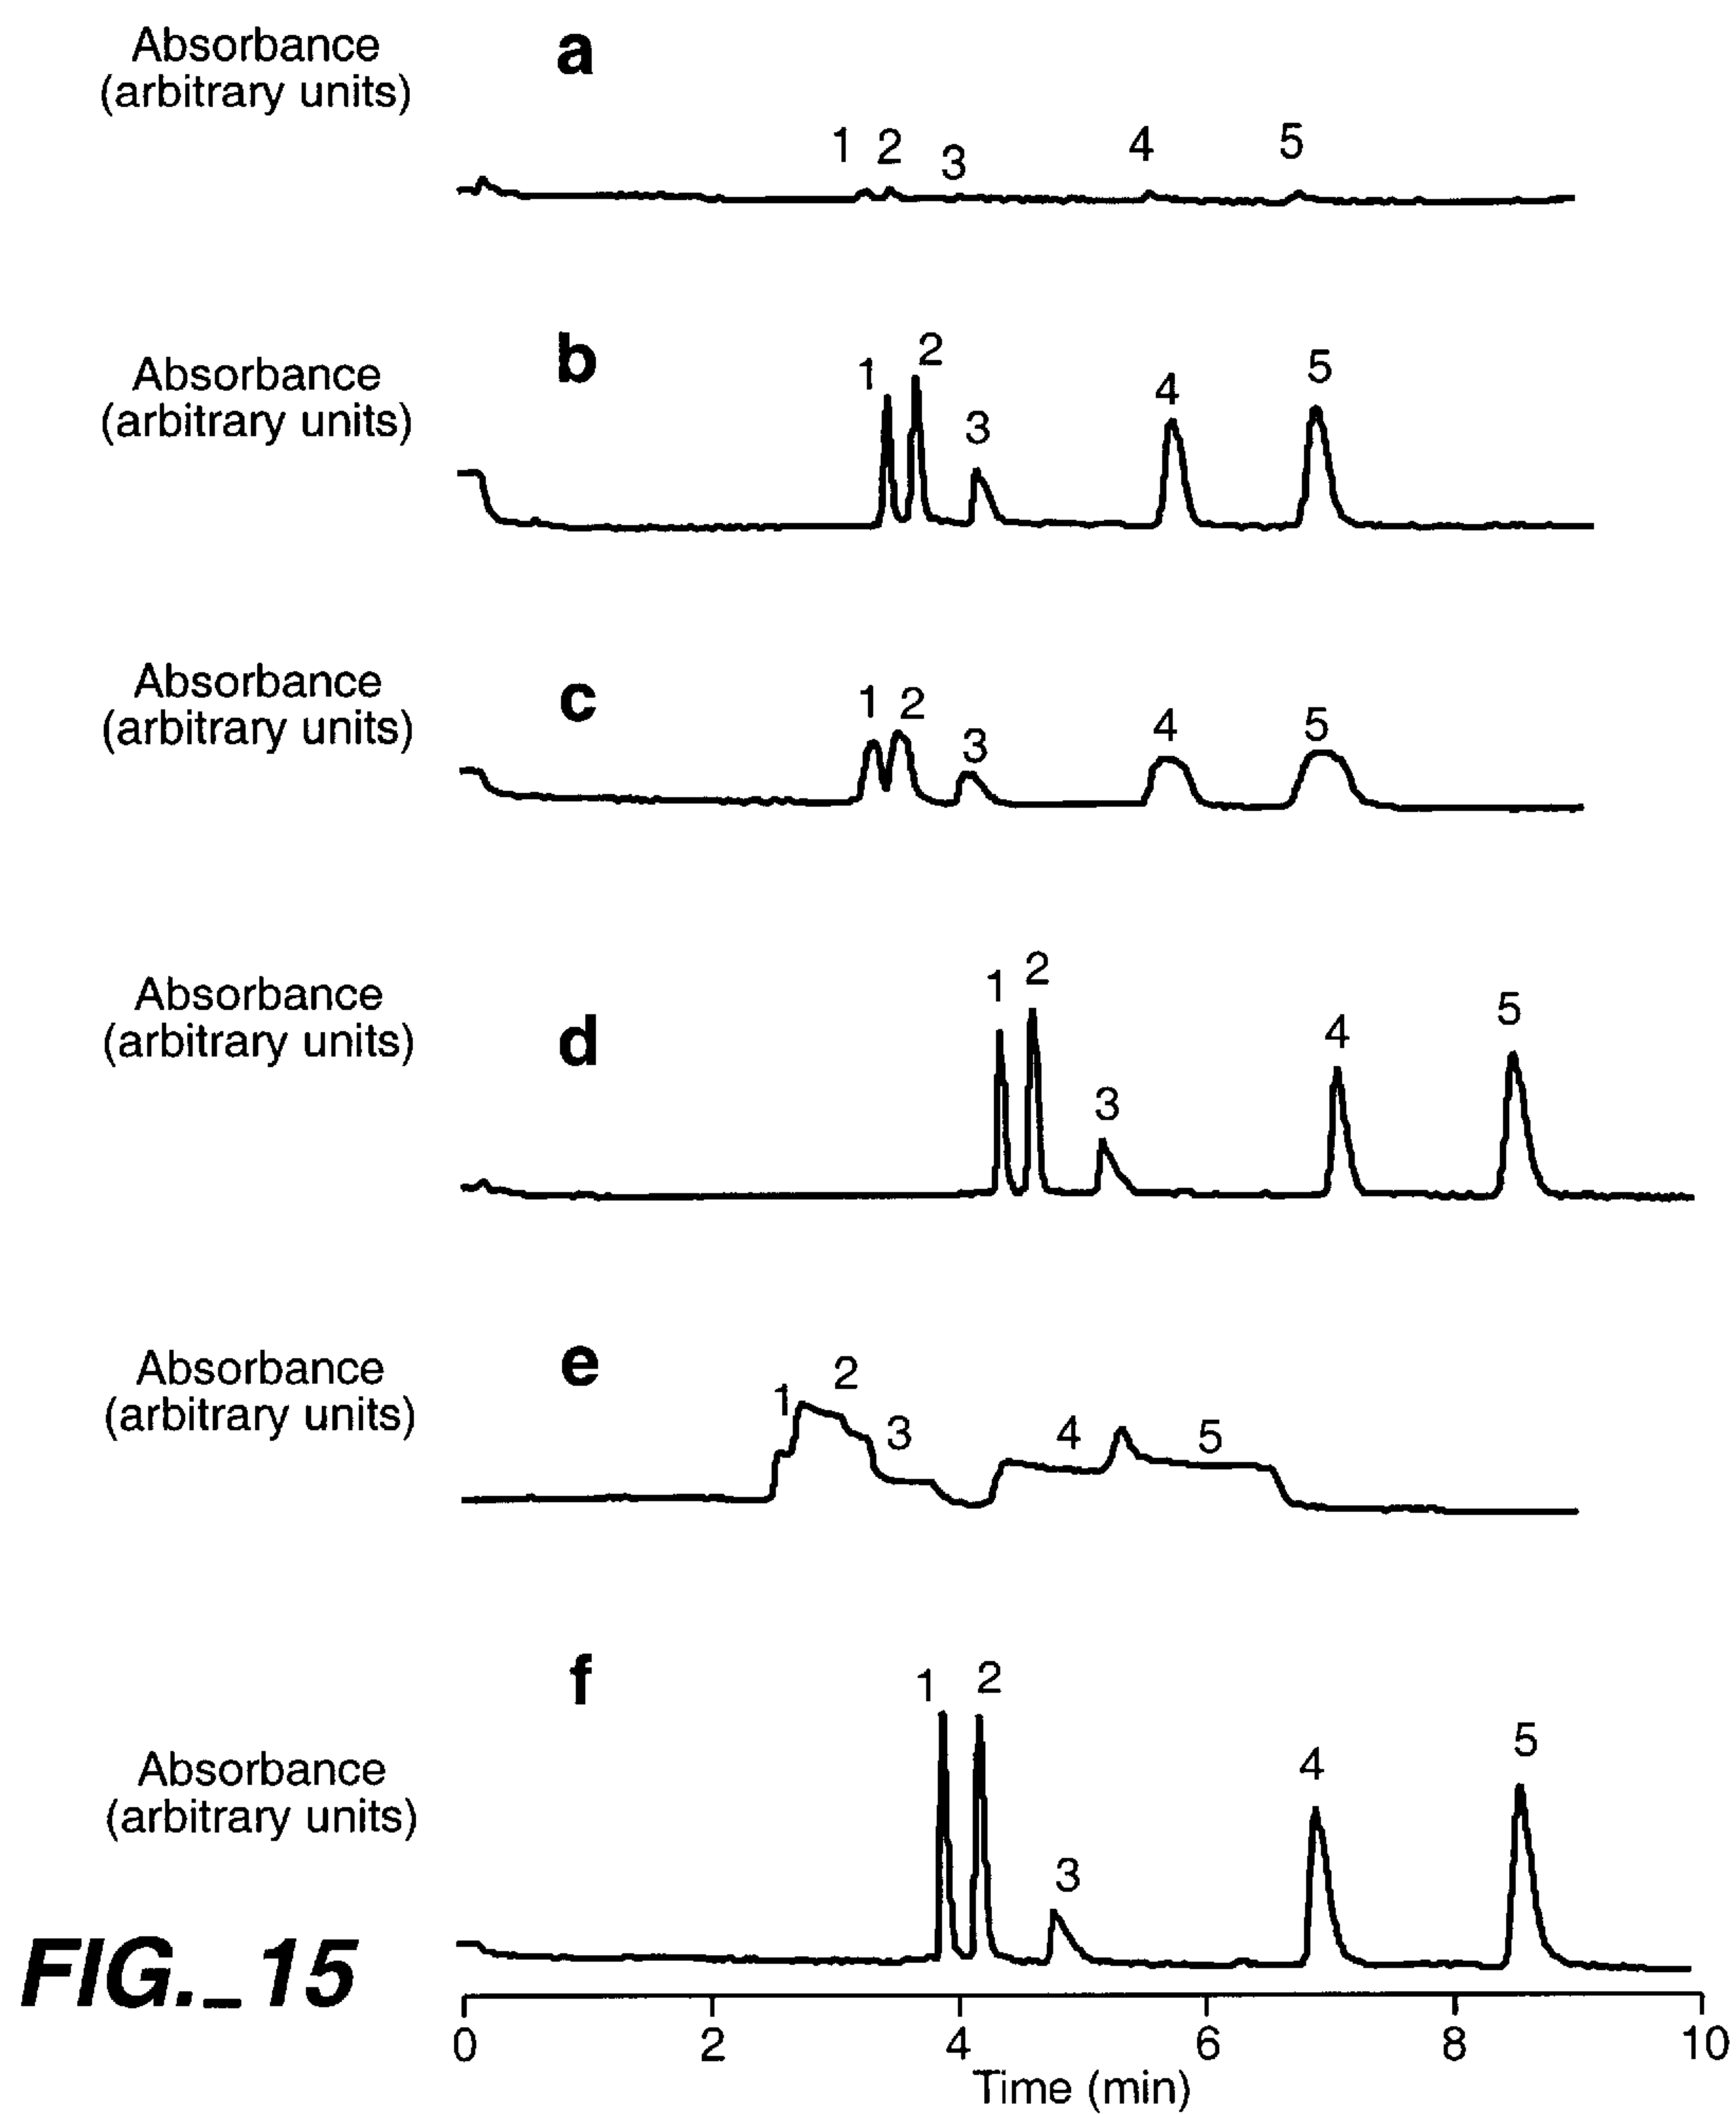 Absorbance
(arbitrary units)
a
1 2 3 4 5
Absorbance
(arbitrary units)
b
1 2 3 4 5
Absorbance
(arbitrary units)
c
1 2 3 4 5
Absorbance
(arbitrary units)
d
1 2 3 4 5
Absorbance
(arbitrary units)
e
1 2 3 4 5
Absorbance
(arbitrary units)
f
1 2 3 4 5
FIG._15
0 2 4 6 8 10
Time (min)